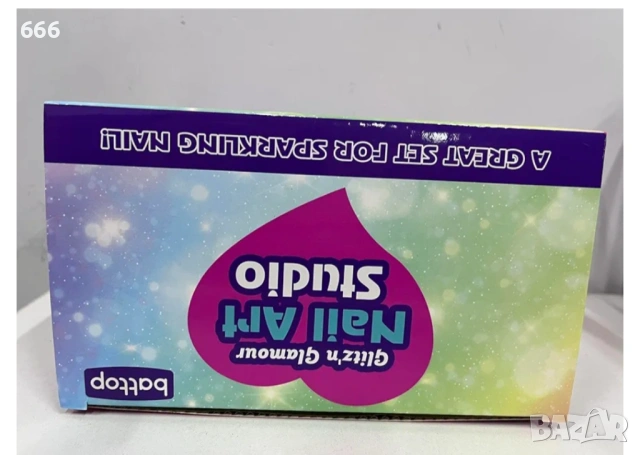 666
battop
Glitz'n Glamour
Nail Art
Studio
A GREAT SET FOR SPARKLING NAIL!
BAZAR